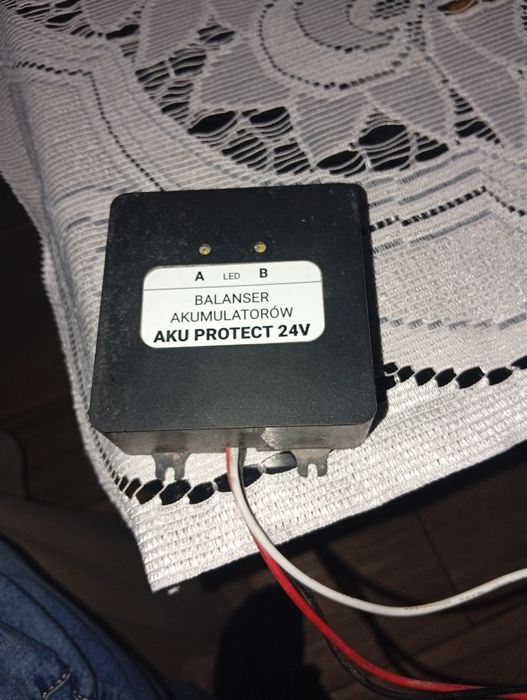 A LED B
BALANSER
AKUMULATORÓW
AKU PROTECT 24V